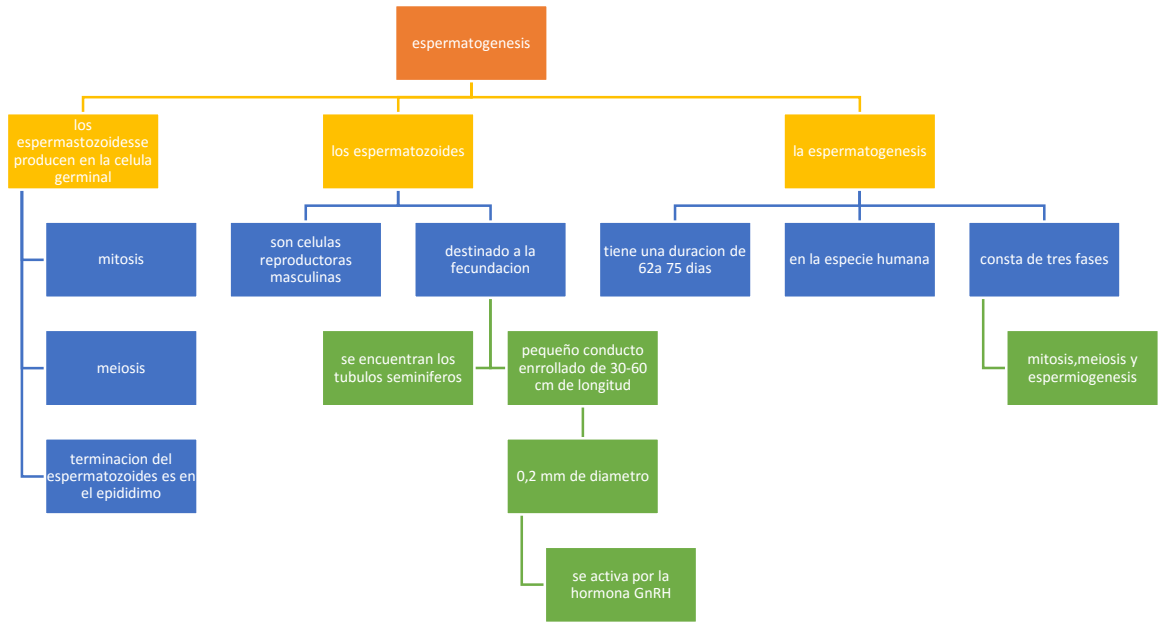 espermatogenesis
los
espermastozoidesse
producen en la celula
germinal
los espermatozoides
la espermatogenesis
mitosis
meiosis
terminacion del
espermatozoides es en
el epididimo
son celulas
reproductoras
masculinas
destinado a la
fecundacion
se encuentran los
tubulos seminiferos
pequeño conducto
enrrollado de 30-60
cm de longitud
0,2 mm de diametro
se activa por la
hormona GnRH
tiene una duracion de
62a 75 dias
en la especie humana
consta de tres fases
mitosis,meiosis y
espermiogenesis